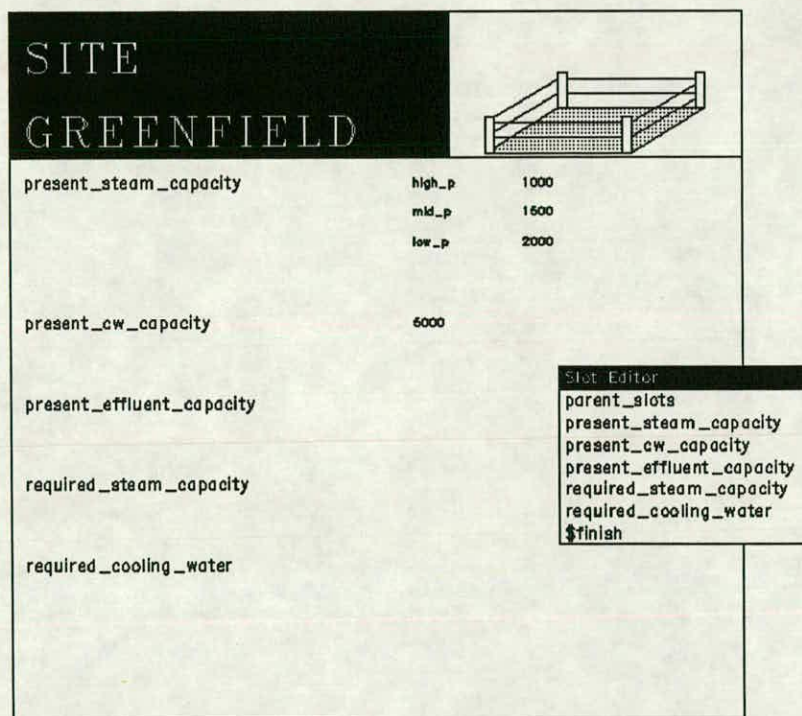 SITE
GREENFIELD
present_steam_capacity high_p 1000
mid_p 1500
low_p 2000
present_cw_capacity 5000
present_effluent_capacity
required_steam_capacity
required_cooling_water
Slot Editor
parent_slots
present_steam_capacity
present_cw_capacity
present_effluent_capacity
required_steam_capacity
required_cooling_water
$finish